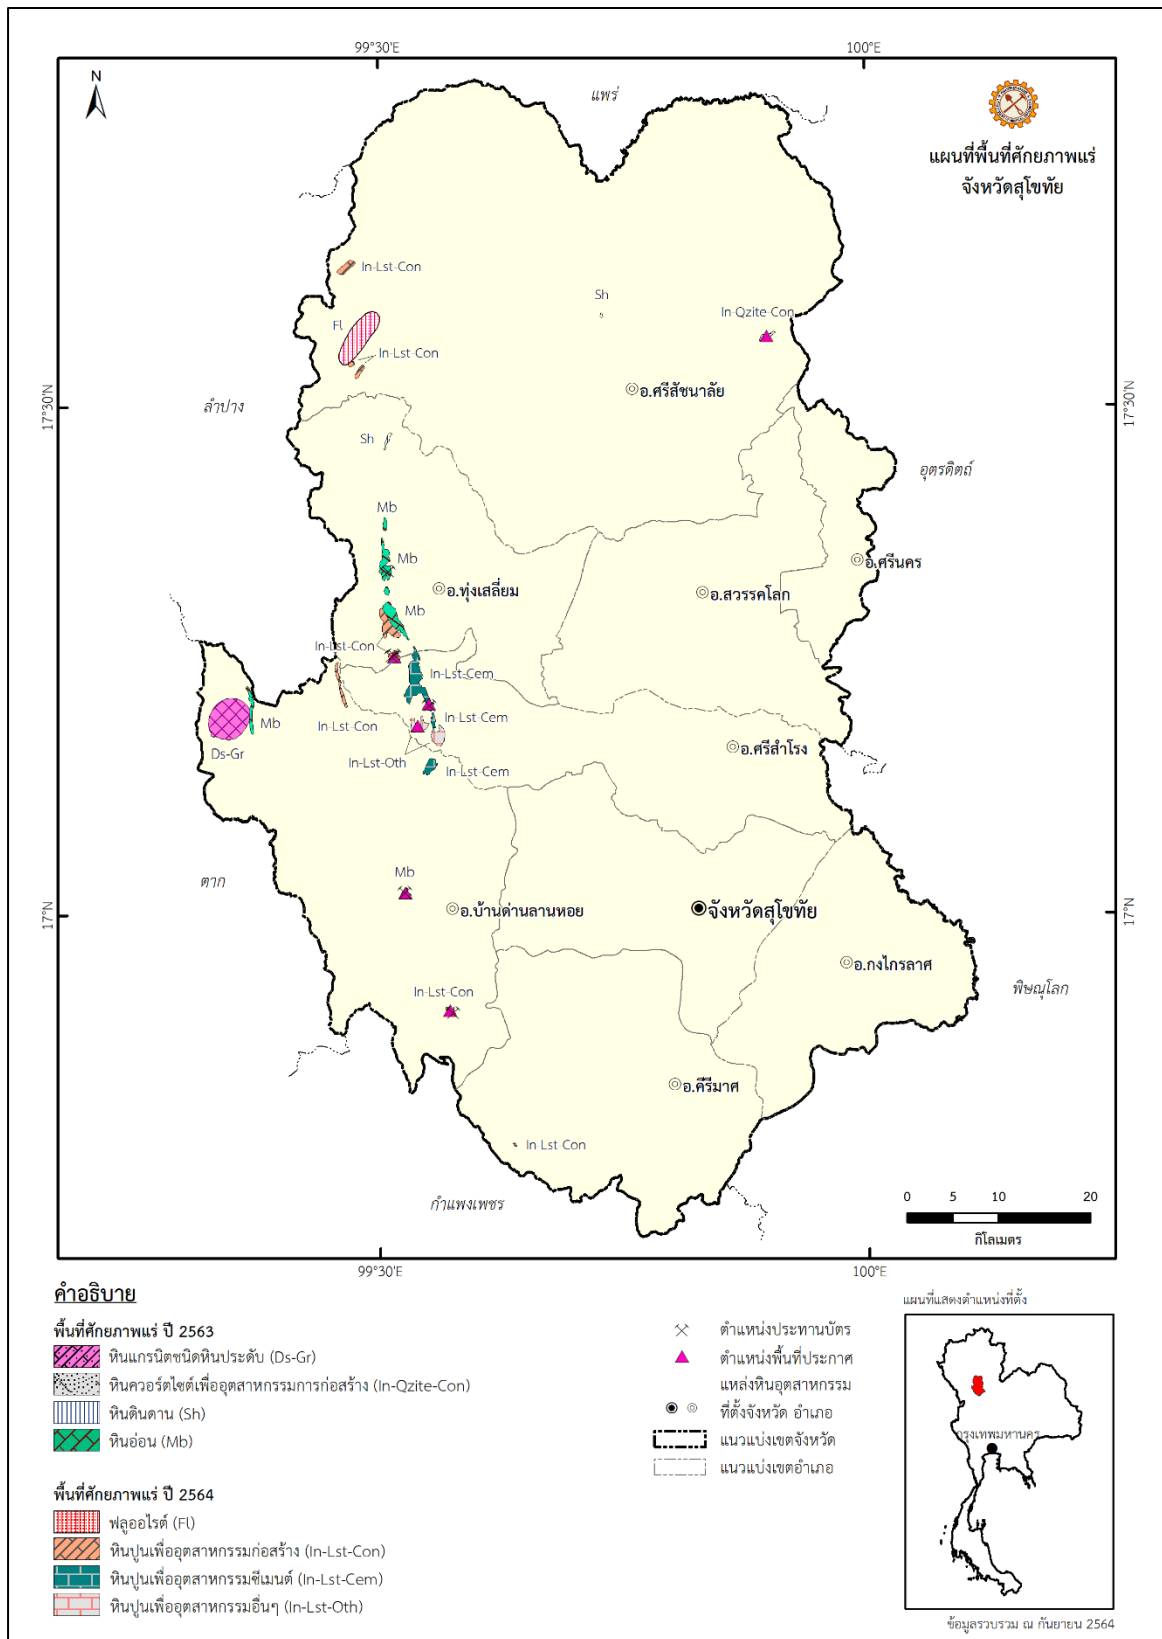 99°30'E
100°E
N
แพร่
แผนที่พื้นที่ศักยภาพแร่
จังหวัดสุโขทัย
In-Lst-Con
Sh
In-Qzite-Con
Fl
In-Lst-Con
อ.ศรีสัชนาลัย
17°30'N
17°30'N
ลำปาง
Sh
อุตรดิตถ์
Mb
Mb
อ.ศรีนคร
อ.ทุ่งเสลี่ยม
อ.สวรรคโลก
Mb
In-Lst-Con
In-Lst-Cem
Mb
In-Lst-Con
In-Lst-Cem
Ds-Gr
In-Lst-Oth
In-Lst-Cem
อ.ศรีสำโรง
ตาก
Mb
17°N
17°N
อ.บ้านด่านลานหอย
จังหวัดสุโขทัย
อ.กงไกรลาศ
พิษณุโลก
In-Lst-Con
อ.คีรีมาศ
In-Lst-Con
กำแพงเพชร
0 5 10 20
กิโลเมตร
99°30'E
100°E
คำอธิบาย
พื้นที่ศักยภาพแร่ ปี 2563
หินแกรนิตชนิดหินประดับ (Ds-Gr)
หินควอร์ตไซต์เพื่ออุตสาหกรรมการก่อสร้าง (In-Qzite-Con)
หินดินดาน (Sh)
หินอ่อน (Mb)
พื้นที่ศักยภาพแร่ ปี 2564
ฟลูออไรต์ (Fl)
หินปูนเพื่ออุตสาหกรรมก่อสร้าง (In-Lst-Con)
หินปูนเพื่ออุตสาหกรรมซีเมนต์ (In-Lst-Cem)
หินปูนเพื่ออุตสาหกรรมอื่นๆ (In-Lst-Oth)
ตำแหน่งประทานบัตร
ตำแหน่งพื้นที่ประกาศ
แหล่งหินอุตสาหกรรม
ที่ตั้งจังหวัด อำเภอ
แนวแบ่งเขตจังหวัด
แนวแบ่งเขตอำเภอ
แผนที่แสดงตำแหน่งที่ตั้ง
กรุงเทพมหานคร
ข้อมูลรวบรวม ณ กันยายน 2564